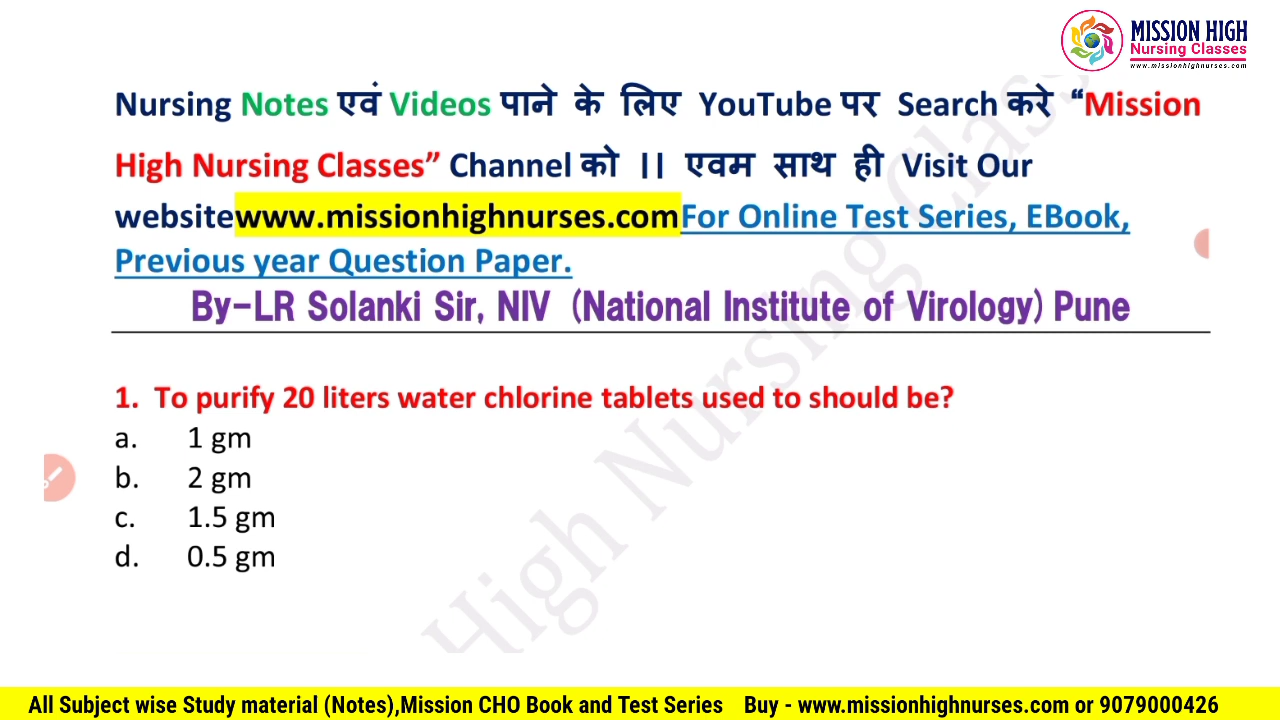 MISSION HIGH
Nursing Classes
www.missionhighnurses.com
Nursing Notes एवं Videos पाने के लिए YouTube पर Search करे “Mission
High Nursing Classes” Channel को || एवम साथ ही Visit Our
websitewww.missionhighnurses.comFor Online Test Series, EBook,
Previous year Question Paper.
By-LR Solanki Sir, NIV (National Institute of Virology) Pune
1. To purify 20 liters water chlorine tablets used to should be?
a. 1 gm
b. 2 gm
c. 1.5 gm
d. 0.5 gm
High Nursing Classes
All Subject wise Study material (Notes),Mission CHO Book and Test Series Buy - www.missionhighnurses.com or 9079000426